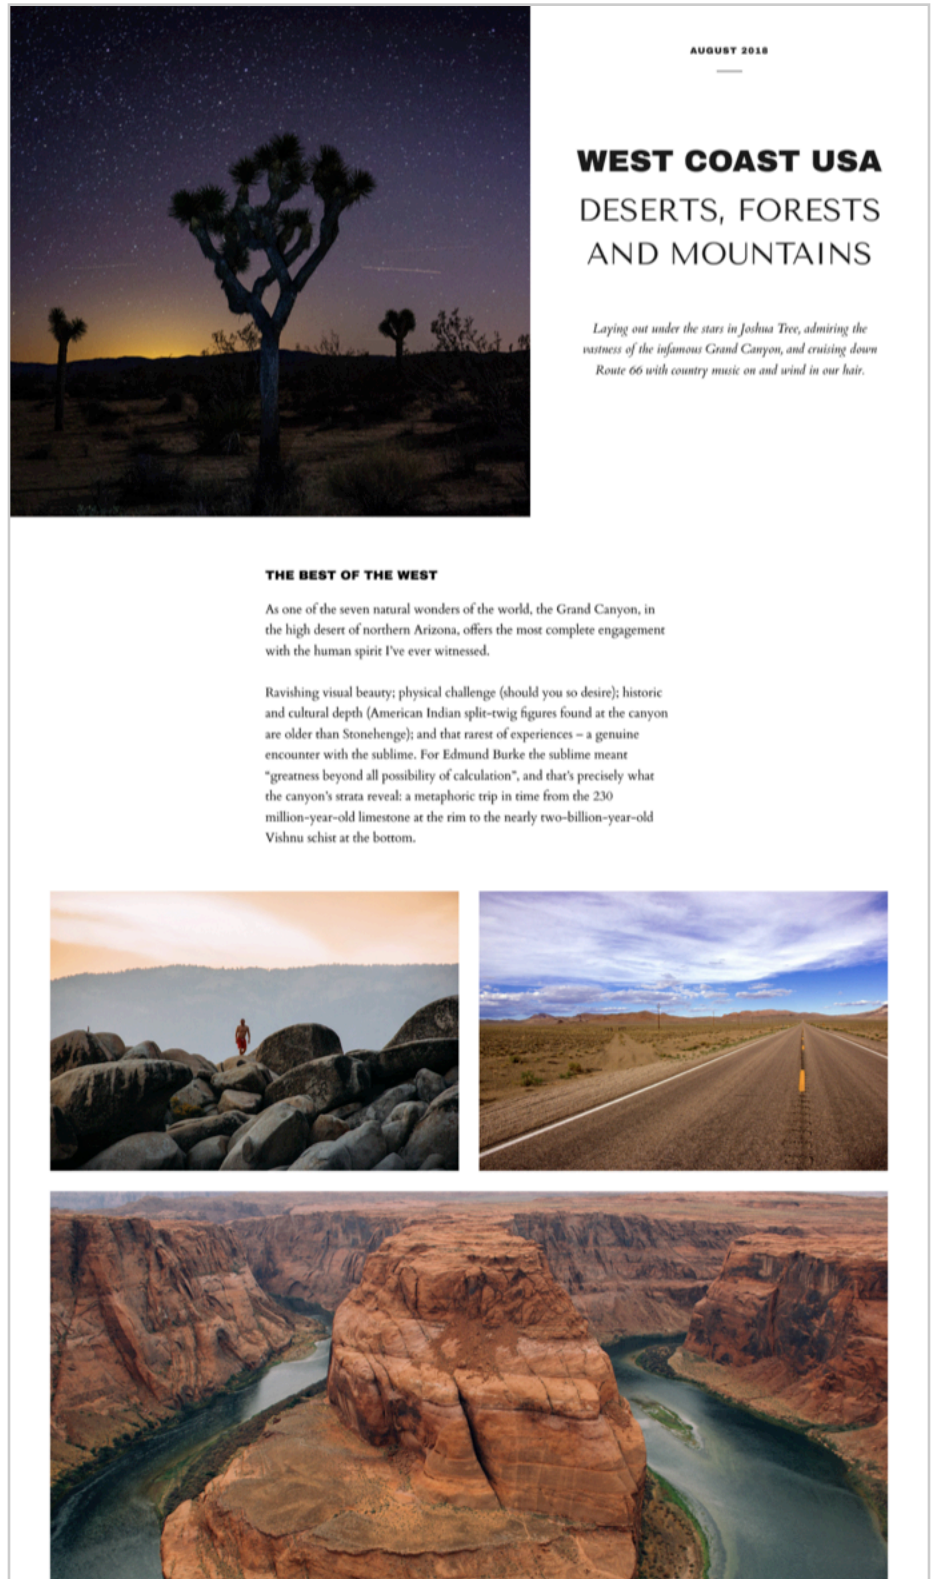 AUGUST 2018
WEST COAST USA
DESERTS, FORESTS
AND MOUNTAINS
Laying out under the stars in Joshua Tree, admiring the
vastness of the infamous Grand Canyon, and cruising down
Route 66 with country music on and wind in our hair.
THE BEST OF THE WEST
As one of the seven natural wonders of the world, the Grand Canyon, in
the high desert of northern Arizona, offers the most complete engagement
with the human spirit I've ever witnessed.
Ravishing visual beauty; physical challenge (should you so desire); historic
and cultural depth (American Indian split-twig figures found at the canyon
are older than Stonehenge); and that rarest of experiences – a genuine
encounter with the sublime. For Edmund Burke the sublime meant
"greatness beyond all possibility of calculation", and that's precisely what
the canyon's strata reveal: a metaphoric trip in time from the 230
million-year-old limestone at the rim to the nearly two-billion-year-old
Vishnu schist at the bottom.